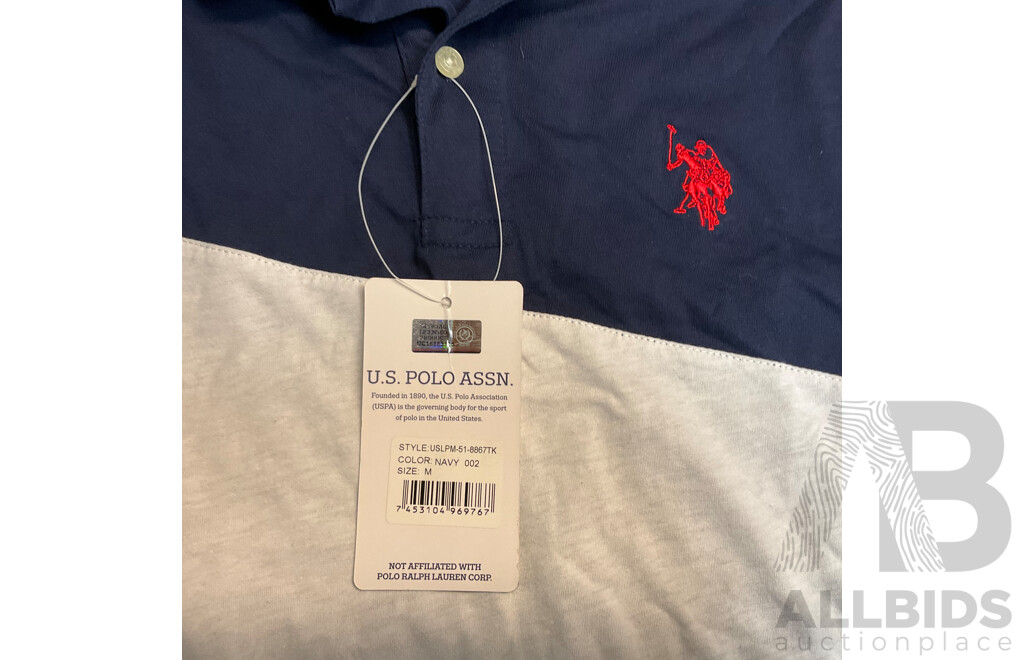 U.S. POLO ASSN.
Founded in 1890, the U.S. Polo Association
(USPA) is the governing body for the sport
of polo in the United States.
STYLE:USLPM-51-8867TK
COLOR: NAVY 002
SIZE: M
7 453104 969767
NOT AFFILIATED WITH
POLO RALPH LAUREN CORP.
AB
ALLBIDS
auctionplace